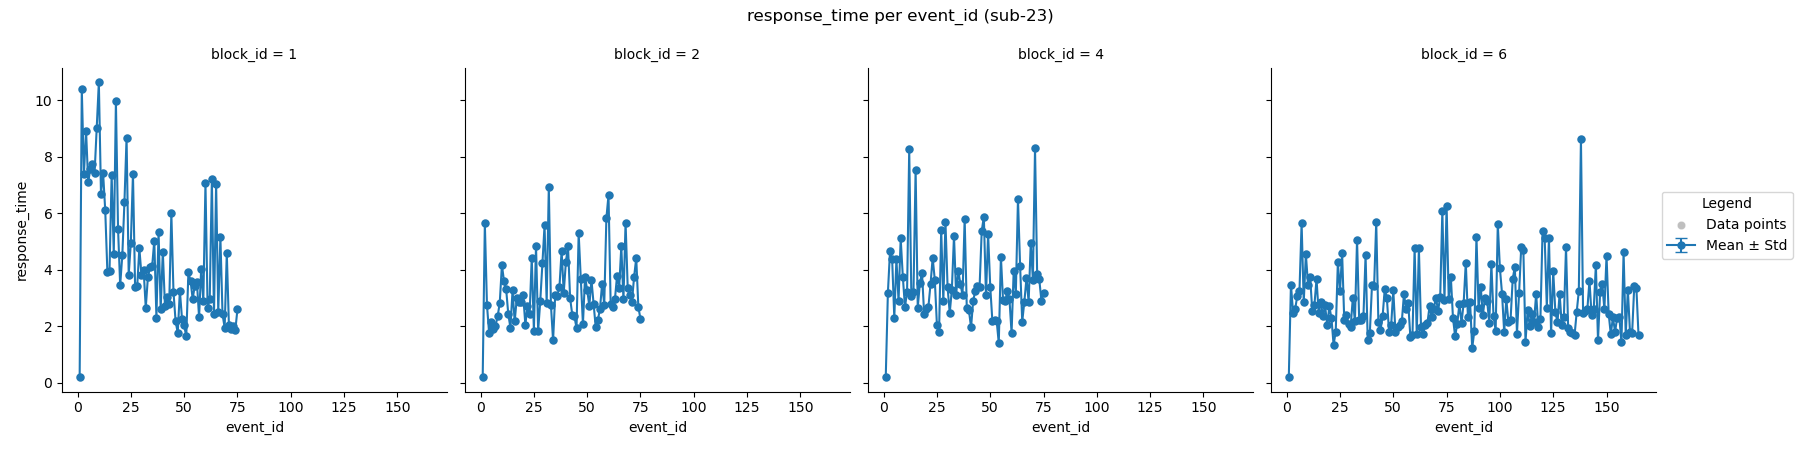 response_time per event_id (sub-23)
block_id = 1
block_id = 2
block_id = 4
block_id = 6
response_time
10
8
6
4
2
0
0 25 50 75 100 125 150
0 25 50 75 100 125 150
0 25 50 75 100 125 150
0 25 50 75 100 125 150
event_id
event_id
event_id
event_id
Legend
Data points
Mean ± Std